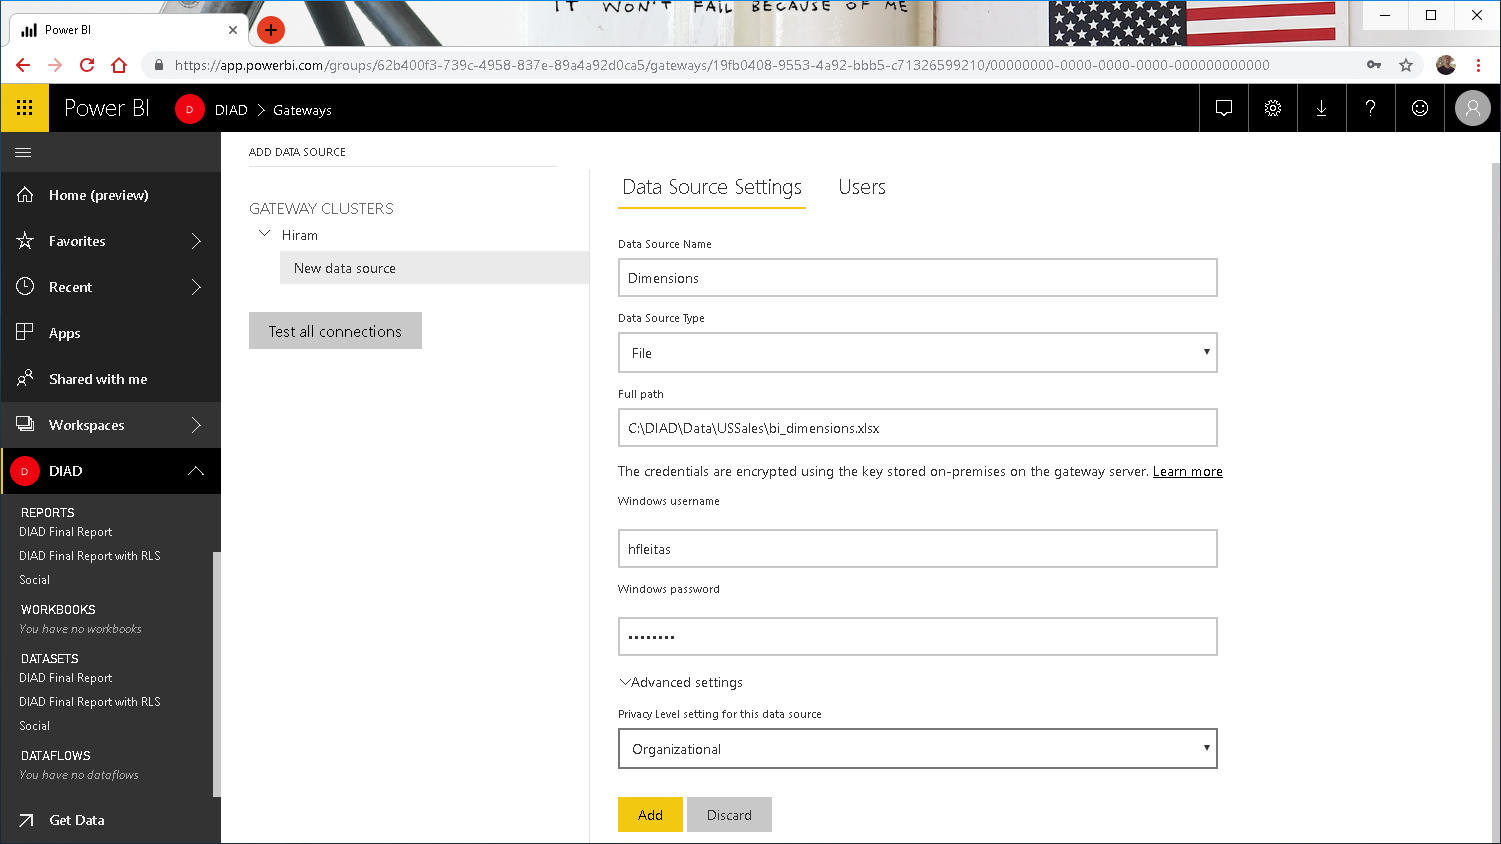 IT WON'T FAIL BECAUSE OF ME
Power BI
https://app.powerbi.com/groups/62b400f3-739c-4958-837e-89a4a92d0ca5/gateways/19fb0408-9553-4a92-bbb5-c71326599210/00000000-0000-0000-0000-000000000000
Power BI
D
DIAD > Gateways
?
Home (preview)
Favorites
Recent
Apps
Shared with me
Workspaces
D
DIAD
REPORTS
DIAD Final Report
DIAD Final Report with RLS
Social
WORKBOOKS
You have no workbooks
DATASETS
DIAD Final Report
DIAD Final Report with RLS
Social
DATAFLOWS
You have no dataflows
Get Data
ADD DATA SOURCE
GATEWAY CLUSTERS
Hiram
New data source
Test all connections
Data Source Settings
Users
Data Source Name
Dimensions
Data Source Type
File
Full path
C:\DIAD\Data\USSales\bi_dimensions.xlsx
The credentials are encrypted using the key stored on-premises on the gateway server. Learn more
Windows username
hfleitas
Windows password
••••••••
Advanced settings
Privacy Level setting for this data source
Organizational
Add
Discard